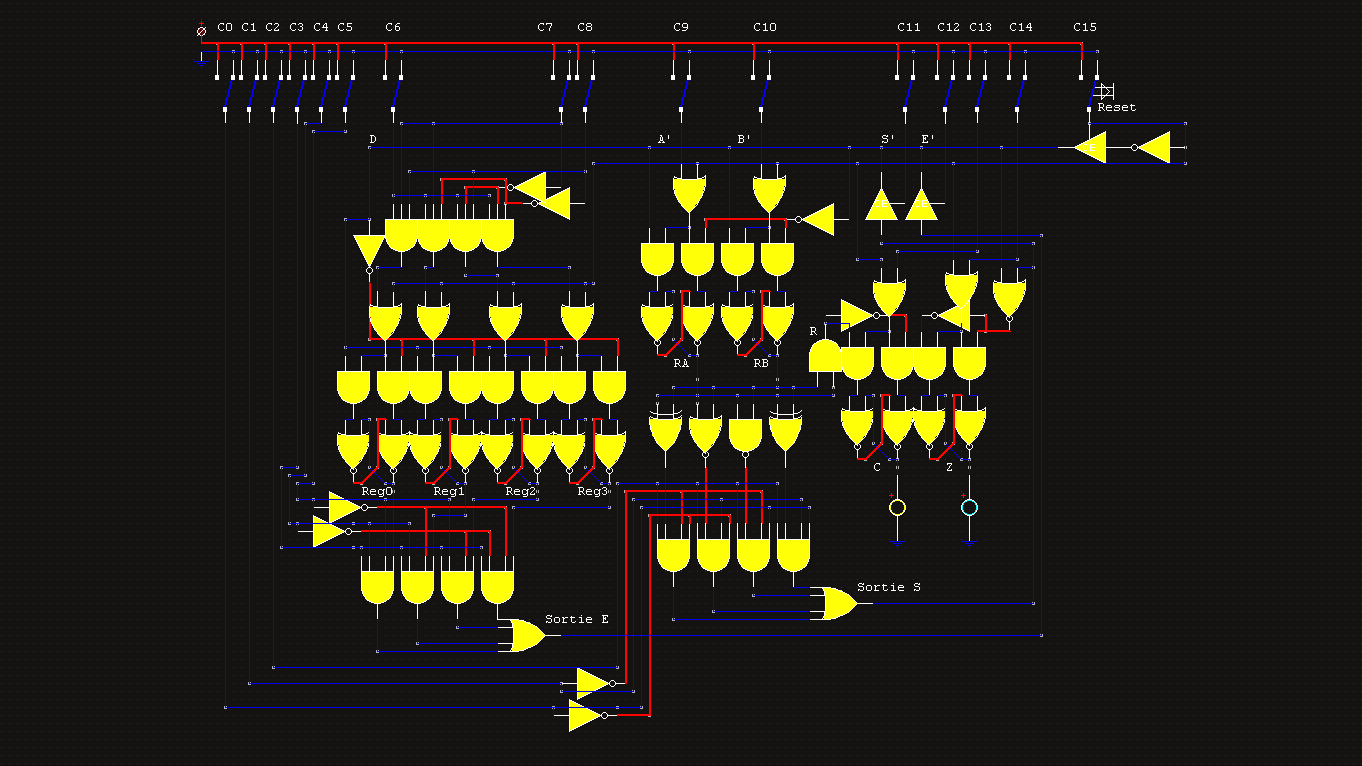 C0 C1 C2 C3 C4 C5 C6 C7 C8 C9 C10 C11 C12 C13 C14 C15
Reset
D A' B' S' E'
R
RA RB
C Z
Reg0 Reg1 Reg2 Reg3
Sortie S
Sortie E